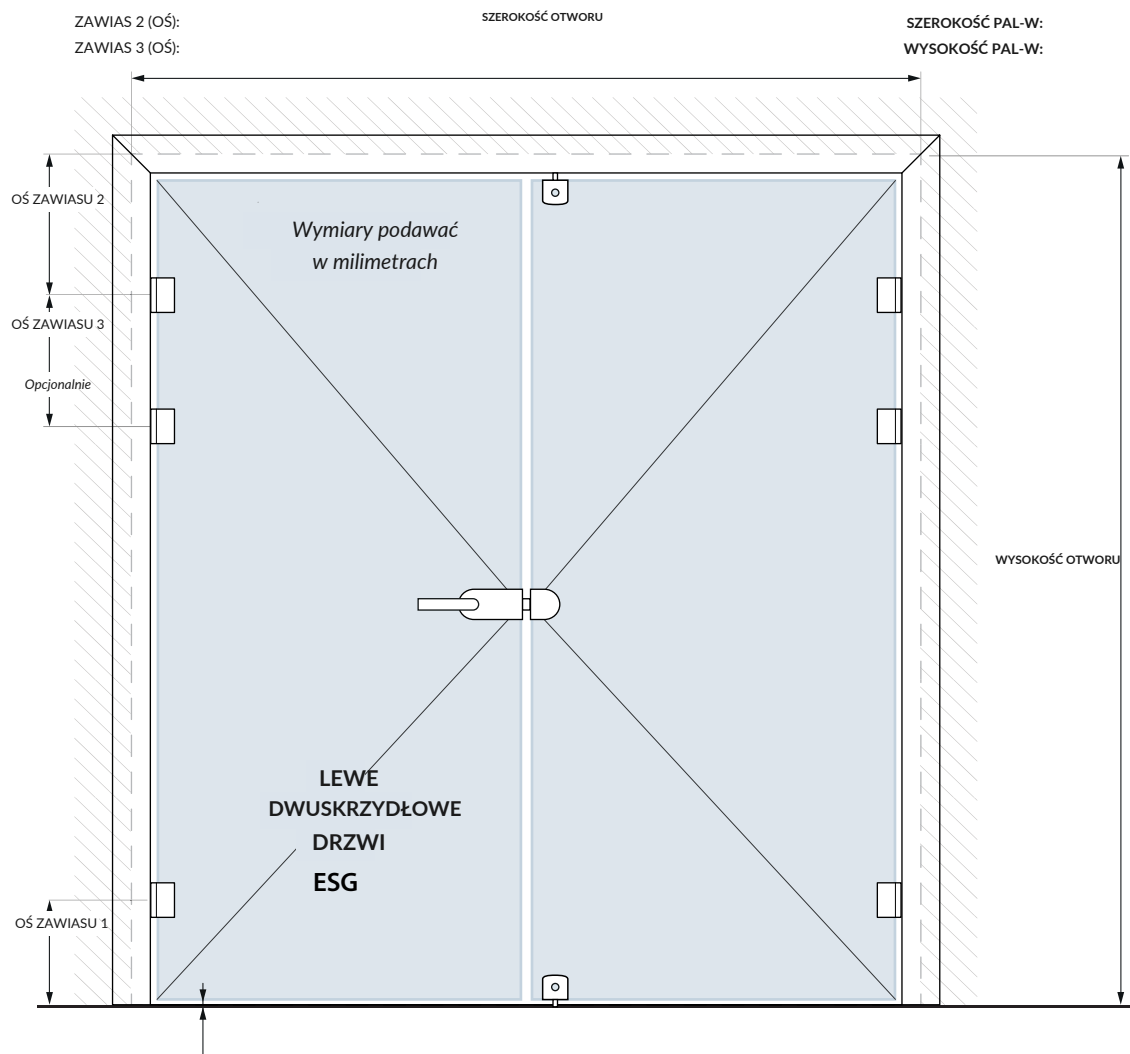 ZAWIAS 2 (OŚ):
ZAWIAS 3 (OŚ):
SZEROKOŚĆ OTWORU
SZEROKOŚĆ PAL-W:
WYSOKOŚĆ PAL-W:
OŚ ZAWIASU 2
Wymiary podawać
w milimetrach
OŚ ZAWIASU 3
Opcjonalnie
WYSOKOŚĆ OTWORU
LEWE
DWUSKRZYDŁOWE
DRZWI
ESG
OŚ ZAWIASU 1